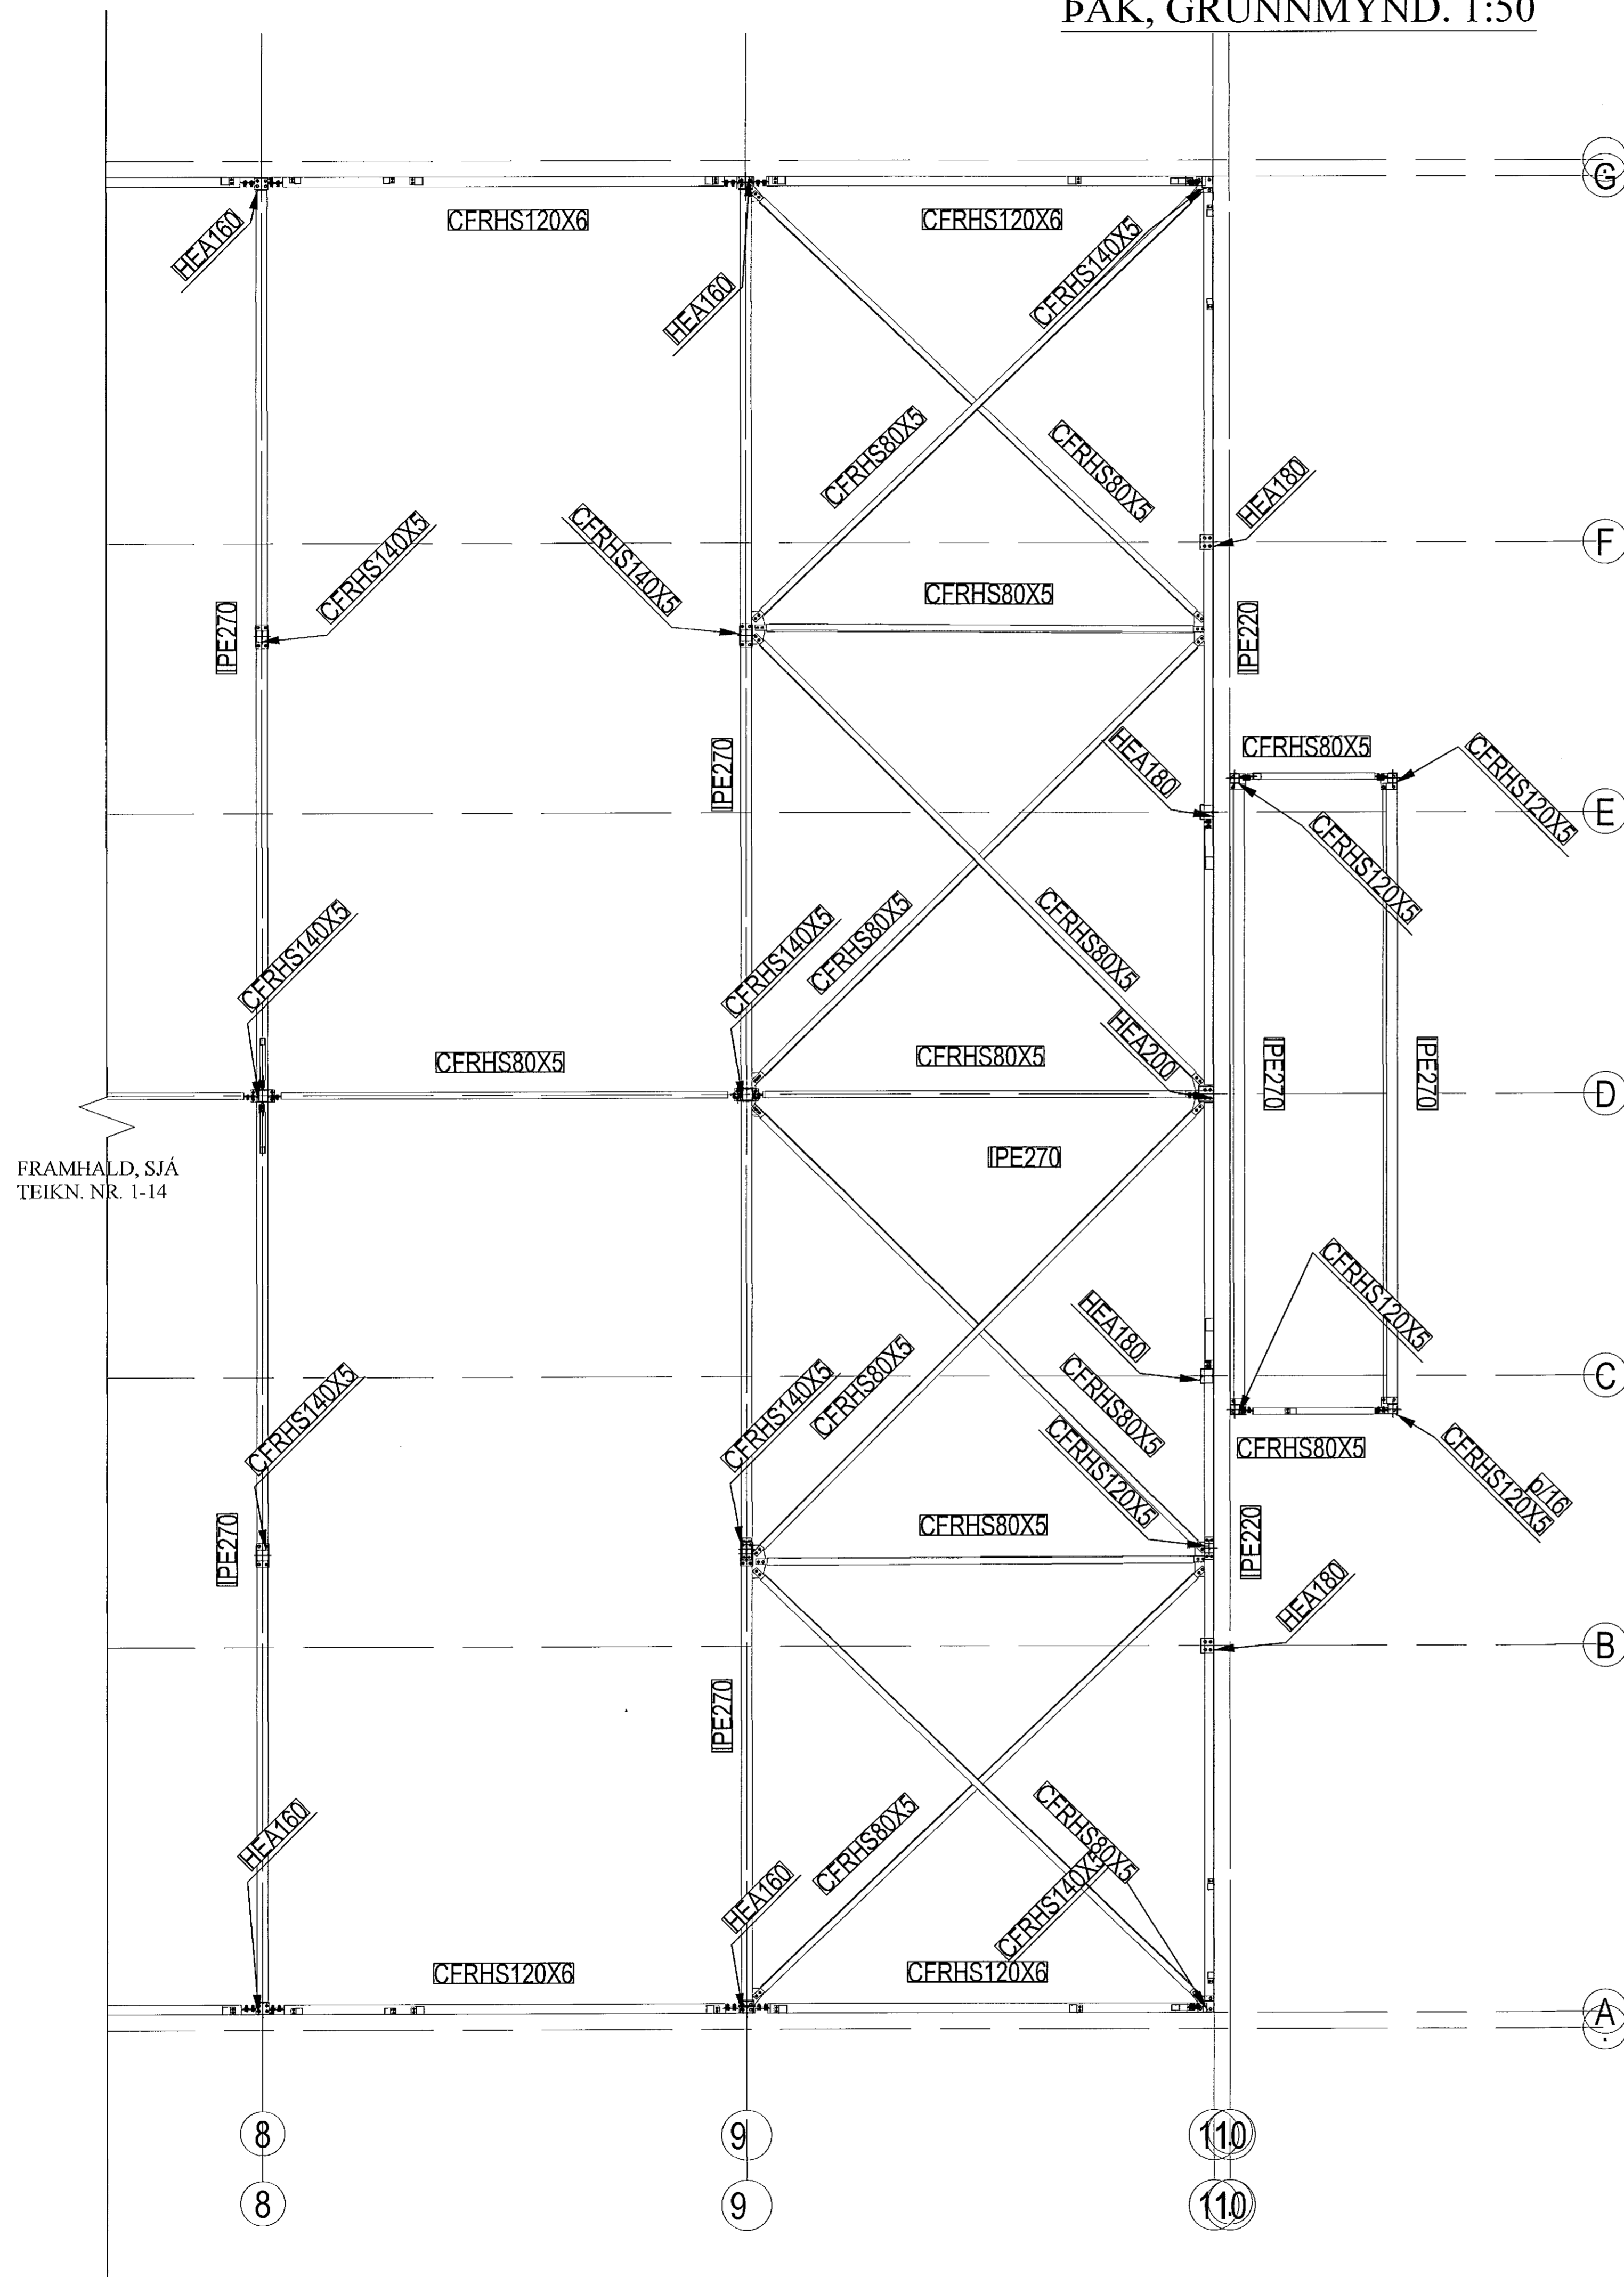 ÞAK, GRUNNMYND. 1:50
G
CFRHS120X6
CFRHS120X6
HEA160
HEA160
CFRHS140X5
CFRHS80X5
CFRHS80X5
HEA180
F
CFRHS140X5
CFRHS140X5
CFRHS80X5
IPE270
IPE220
IPE270
HEA180
CFRHS80X5
CFRHS120X5
E
CFRHS120X5
CFRHS140X5
CFRHS140X5
CFRHS80X5
CFRHS80X5
HEA200
CFRHS80X5
CFRHS80X5
IPE270
IPE270
D
IPE270
FRAMHALD, SJÁ
TEIKN. NR. 1-14
CFRHS120X5
HEA180
C
CFRHS140X5
CFRHS140X5
CFRHS80X5
CFRHS80X5
CFRHS120X5
CFRHS80X5
CFRHS120X5
þ/16
CFRHS80X5
IPE270
IPE220
HEA180
B
IPE270
HEA160
HEA160
CFRHS80X5
CFRHS80X5
CFRHS140X5
CFRHS120X6
CFRHS120X6
A
8
9
10
8
9
10